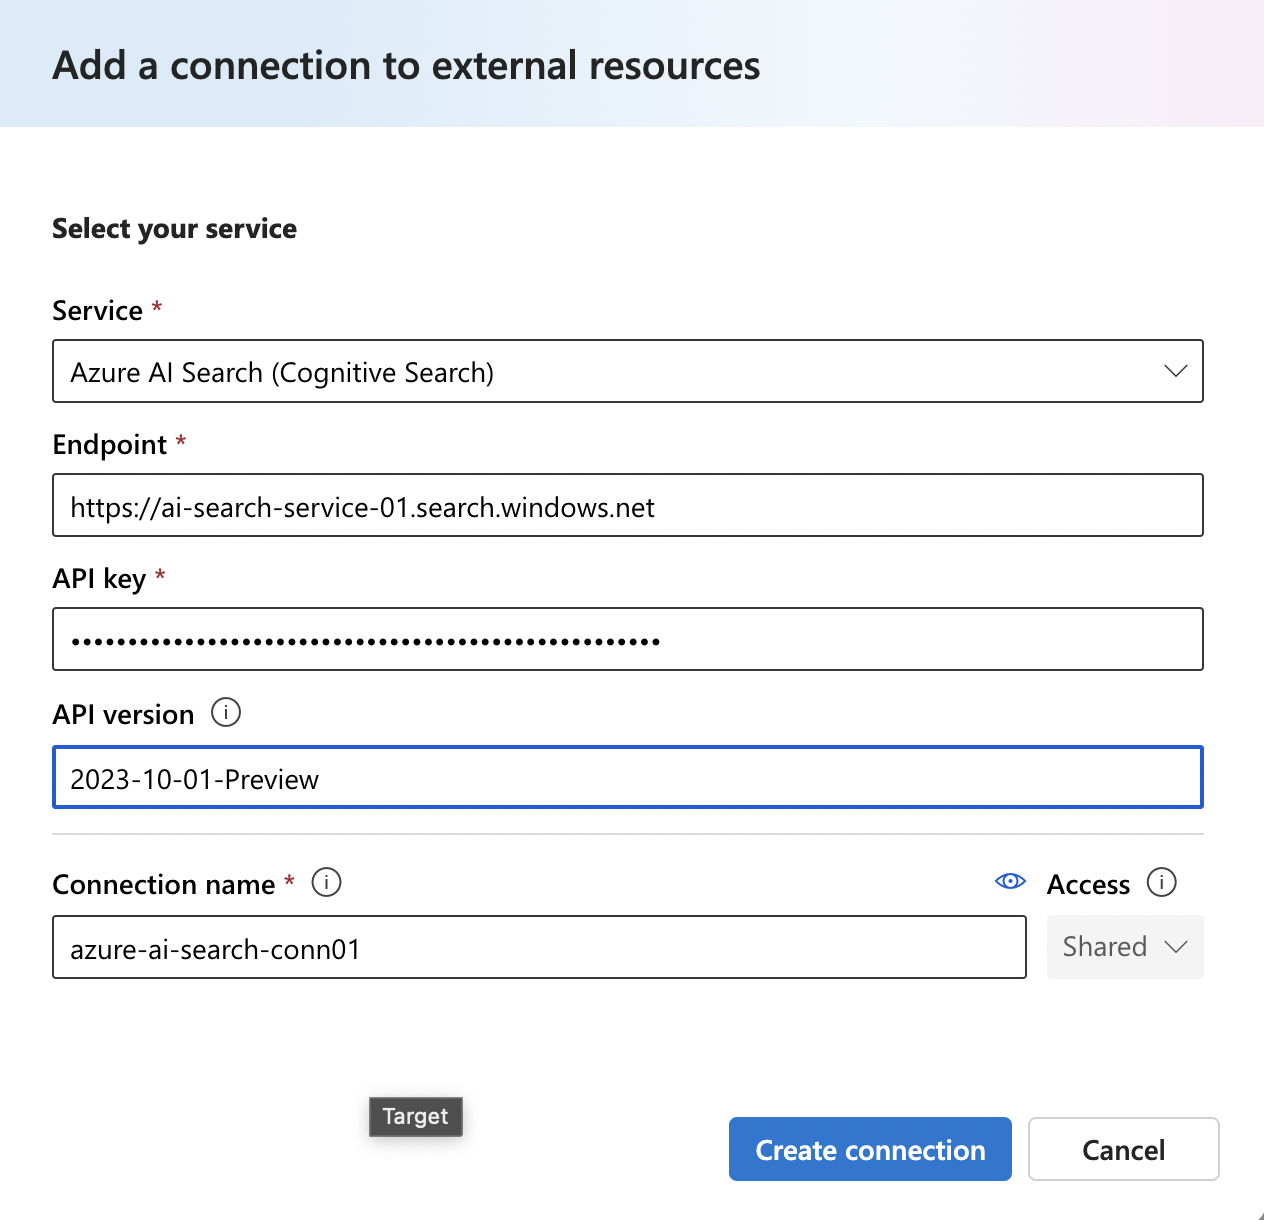 Add a connection to external resources
Select your service
Service *
Azure AI Search (Cognitive Search)
Endpoint *
https://ai-search-service-01.search.windows.net
API key *
••••••••••••••••••••••••••••••••••••••••••••••••••••
API version
2023-10-01-Preview
Connection name * Access
azure-ai-search-conn01 Shared
Target
Create connection Cancel